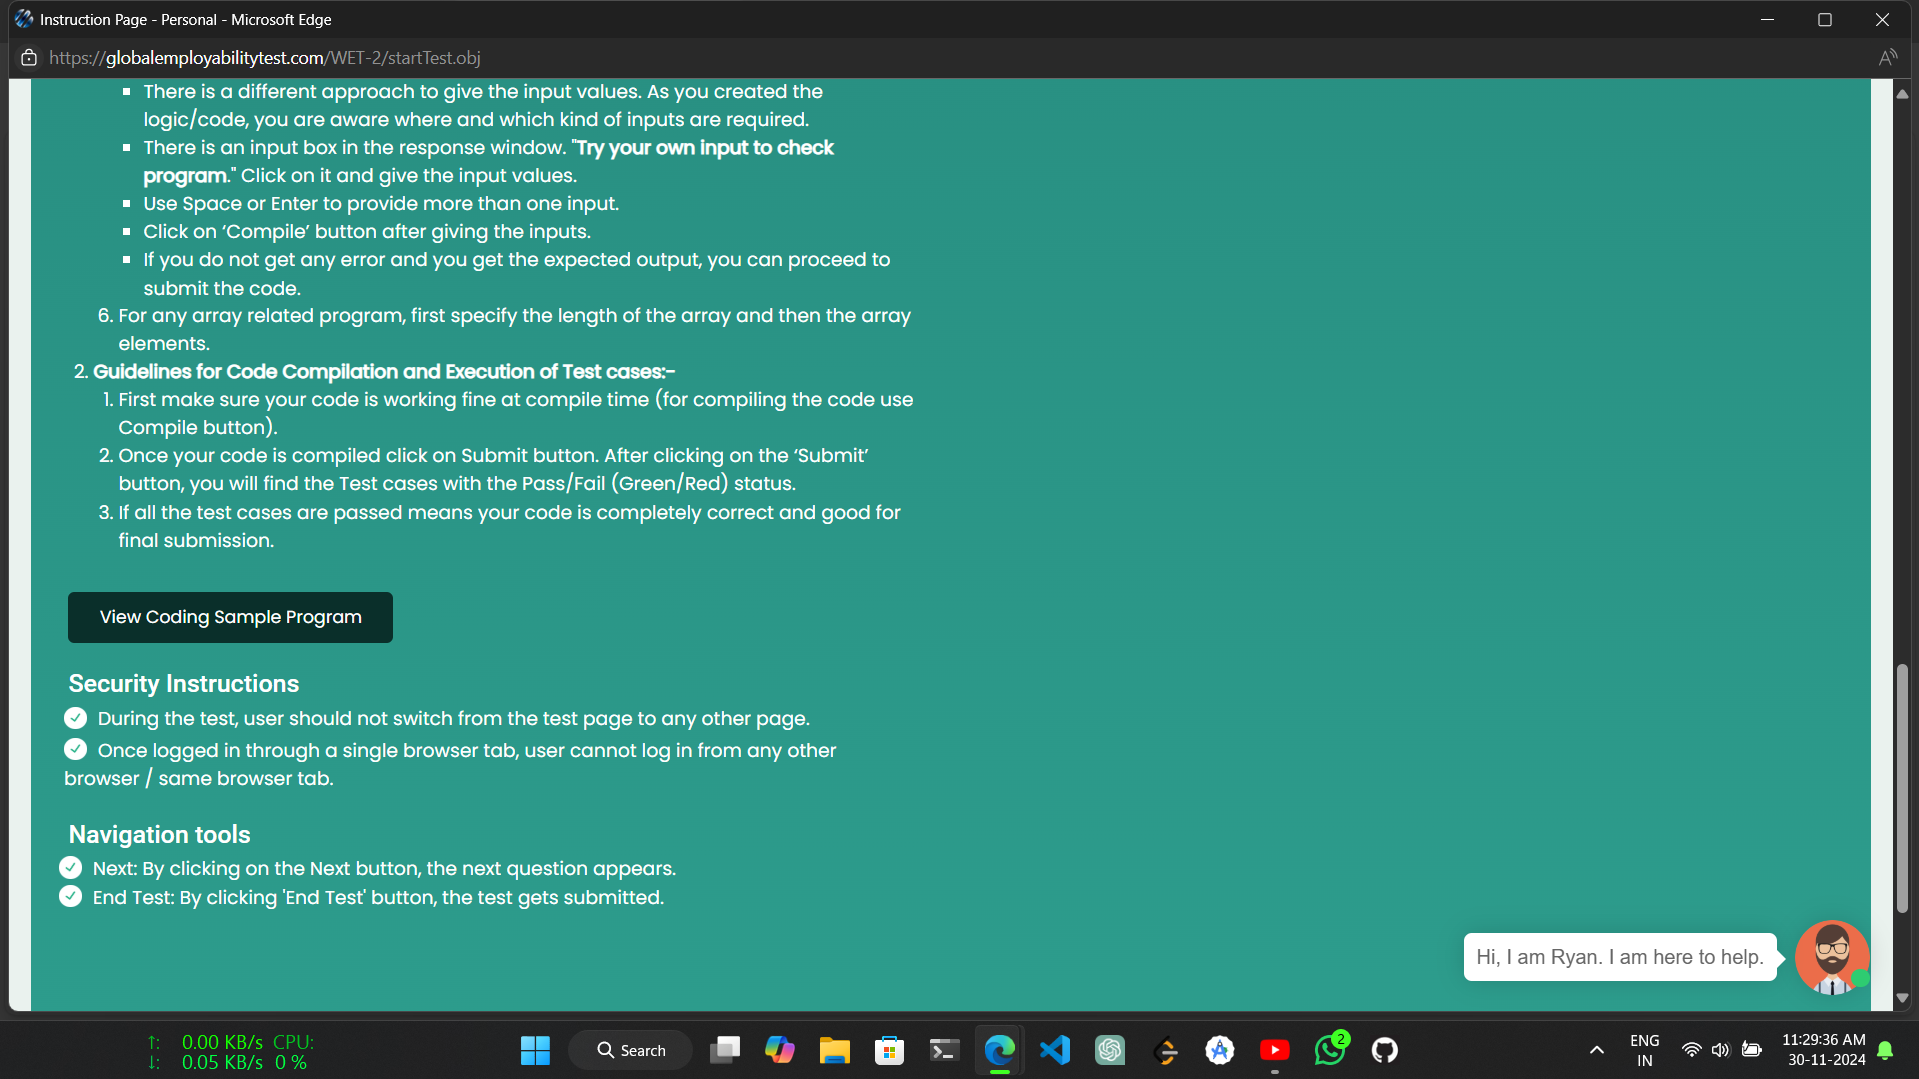 Instruction Page - Personal - Microsoft Edge
https://globalemployabilitytest.com/WET-2/startTest.obj
There is a different approach to give the input values. As you created the
logic/code, you are aware where and which kind of inputs are required.
There is an input box in the response window. "Try your own input to check
program." Click on it and give the input values.
Use Space or Enter to provide more than one input.
Click on ‘Compile’ button after giving the inputs.
If you do not get any error and you get the expected output, you can proceed to
submit the code.
6. For any array related program, first specify the length of the array and then the array
elements.
2. Guidelines for Code Compilation and Execution of Test cases:-
1. First make sure your code is working fine at compile time (for compiling the code use
Compile button).
2. Once your code is compiled click on Submit button. After clicking on the ‘Submit’
button, you will find the Test cases with the Pass/Fail (Green/Red) status.
3. If all the test cases are passed means your code is completely correct and good for
final submission.
View Coding Sample Program
Security Instructions
During the test, user should not switch from the test page to any other page.
Once logged in through a single browser tab, user cannot log in from any other
browser / same browser tab.
Navigation tools
Next: By clicking on the Next button, the next question appears.
End Test: By clicking 'End Test' button, the test gets submitted.
Hi, I am Ryan. I am here to help.
↑: 0.00 KB/s CPU:
↓: 0.05 KB/s 0 %
Search
2
ENG
IN
11:29:36 AM
30-11-2024